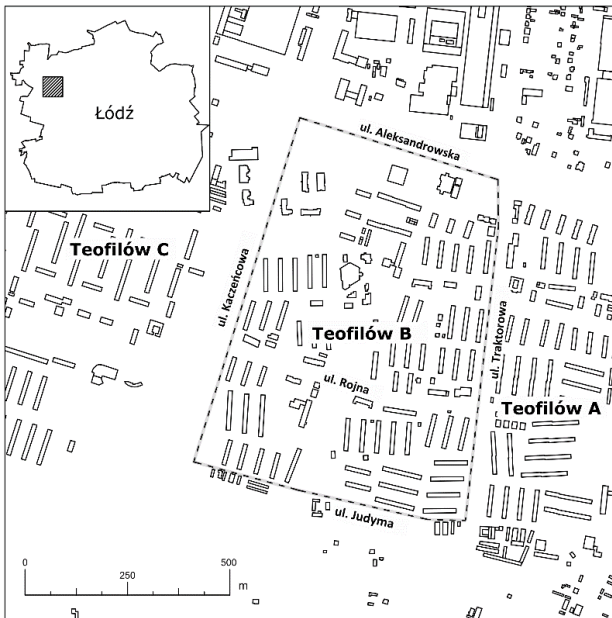 Łódź
ul. Aleksandrowska
Teofilów C
ul. Kaczeńcowa
Teofilów B
ul. Traktorowa
ul. Rojna
Teofilów A
ul. Judyma
0
250
500
m